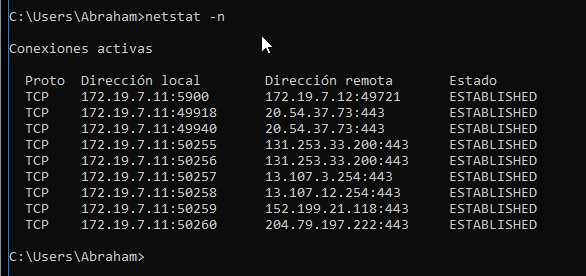 C:\Users\Abraham>netstat -n
Conexiones activas
Proto  Dirección local        Dirección remota       Estado
TCP    172.19.7.11:5900       172.19.7.12:49721      ESTABLISHED
TCP    172.19.7.11:49918      20.54.37.73:443        ESTABLISHED
TCP    172.19.7.11:49940      20.54.37.73:443        ESTABLISHED
TCP    172.19.7.11:50255      131.253.33.200:443     ESTABLISHED
TCP    172.19.7.11:50256      131.253.33.200:443     ESTABLISHED
TCP    172.19.7.11:50257      13.107.3.254:443       ESTABLISHED
TCP    172.19.7.11:50258      13.107.12.254:443      ESTABLISHED
TCP    172.19.7.11:50259      152.199.21.118:443     ESTABLISHED
TCP    172.19.7.11:50260      204.79.197.222:443     ESTABLISHED
C:\Users\Abraham>